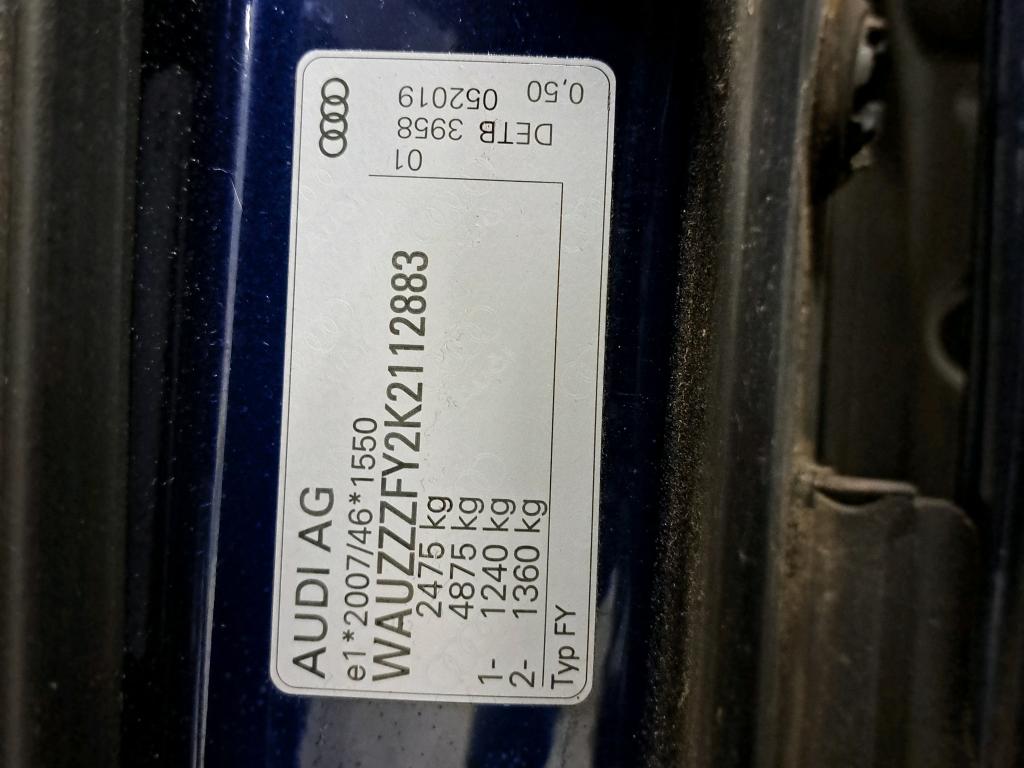 AUDI AG
e1*2007/46*1550
WAUZZZFY2K2112883
2475 kg
4875 kg
1- 1240 kg
2- 1360 kg
Typ FY
01
DETB 3958
052019
0,50